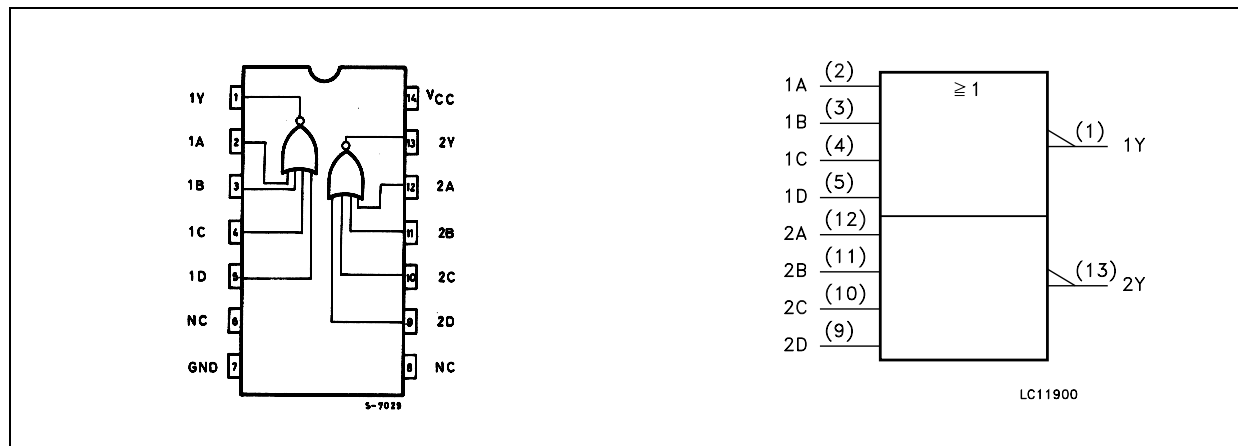 1Y 1 14 VCC
1A 2 13 2Y
1B 3 12 2A
1C 4 11 2B
1D 5 10 2C
NC 6 9 2D
GND 7 8 NC
S-7029
≧ 1
1A (2)
1B (3)
1C (4)
1D (5)
2A (12)
2B (11)
2C (10)
2D (9)
(1) 1Y
(13) 2Y
LC11900